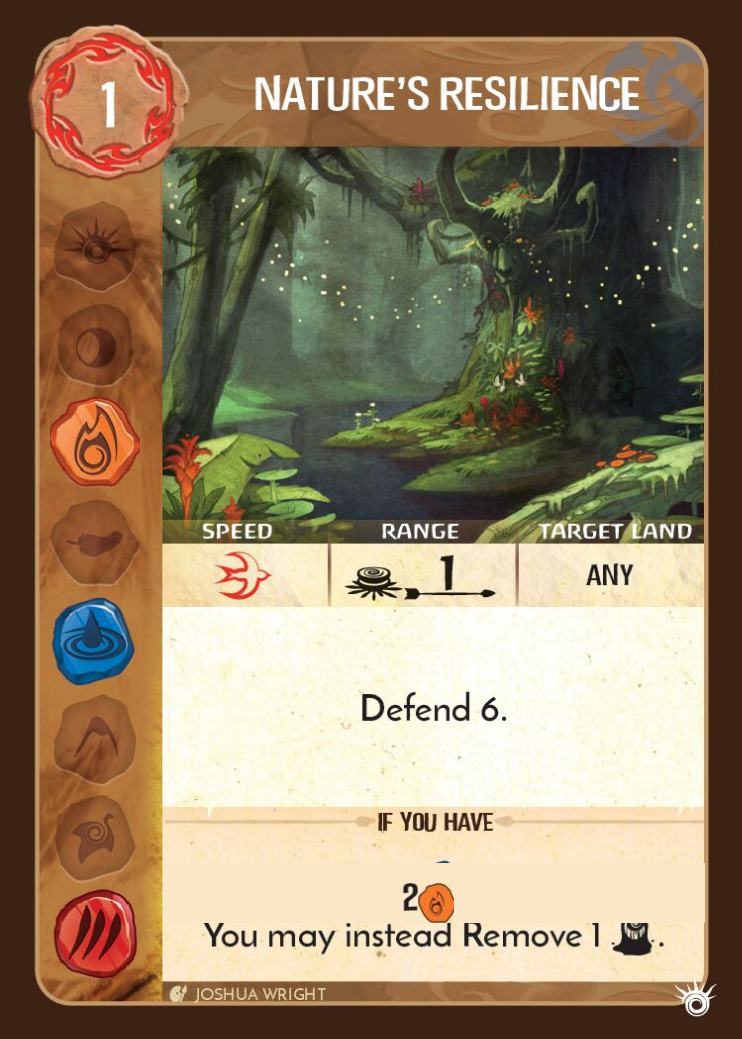 1
NATURE'S RESILIENCE
SPEED RANGE TARGET LAND
1 ANY
Defend 6.
IF YOU HAVE
2
You may instead Remove 1 .
JOSHUA WRIGHT